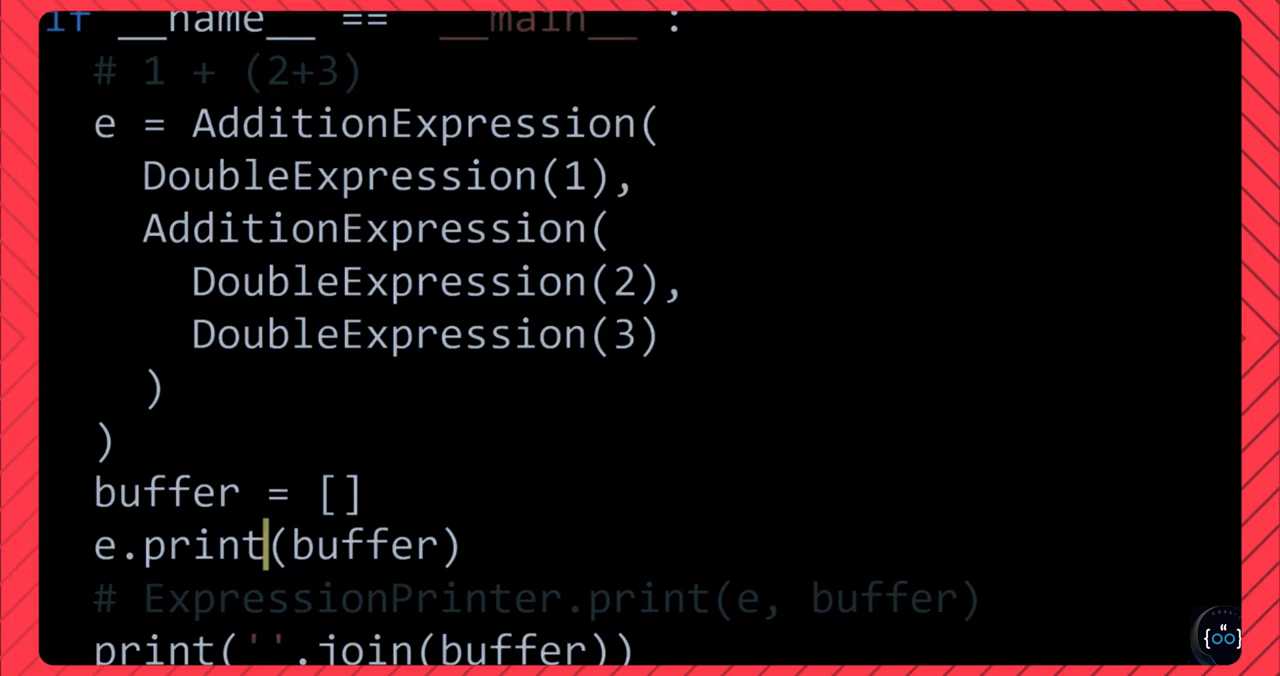 if __name__ == '__main__':
# 1 + (2+3)
e = AdditionExpression(
DoubleExpression(1),
AdditionExpression(
DoubleExpression(2),
DoubleExpression(3)
)
)
buffer = []
e.print(buffer)
# ExpressionPrinter.print(e, buffer)
print(''.join(buffer))